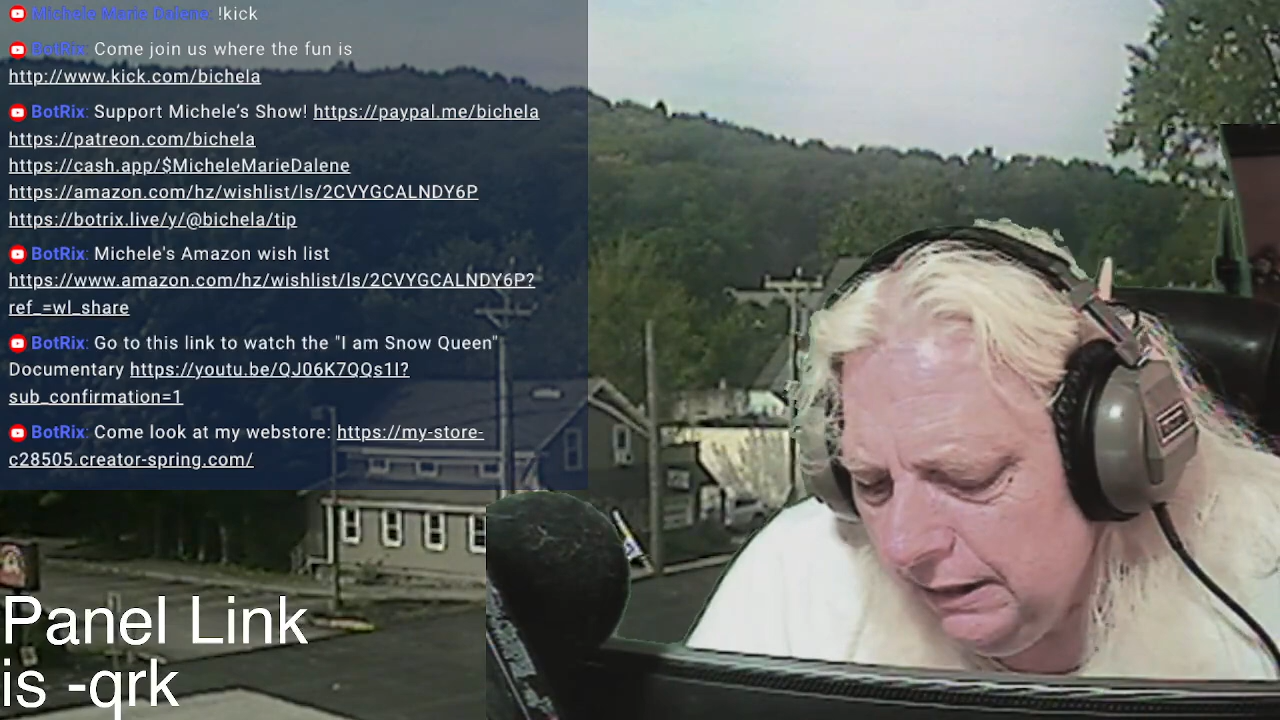 Michele Marie Dalene: !kick
BotRix: Come join us where the fun is
http://www.kick.com/bichela
BotRix: Support Michele’s Show! https://paypal.me/bichela
https://patreon.com/bichela
https://cash.app/$MicheleMarieDalene
https://amazon.com/hz/wishlist/ls/2CVYGCALNDY6P
https://botrix.live/y/@bichela/tip
BotRix: Michele's Amazon wish list
https://www.amazon.com/hz/wishlist/ls/2CVYGCALNDY6P?
ref_=wl_share
BotRix: Go to this link to watch the "I am Snow Queen"
Documentary https://youtu.be/QJ06K7QQs1I?
sub_confirmation=1
BotRix: Come look at my webstore: https://my-store-
c28505.creator-spring.com/
Panel Link
is -qrk